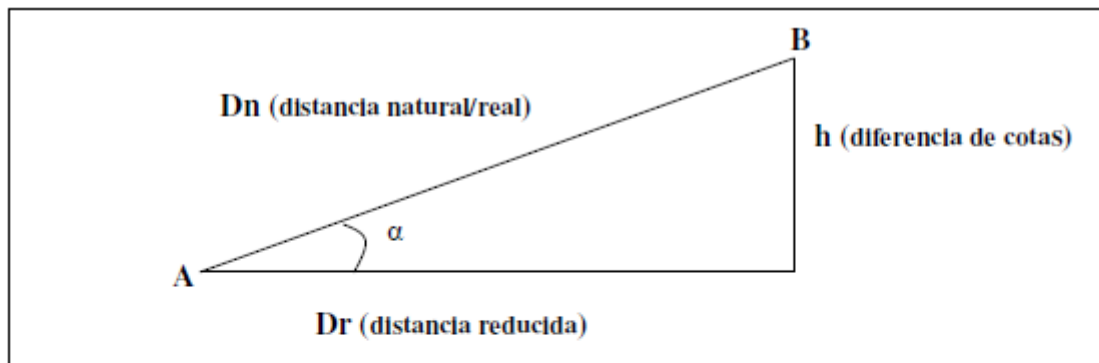 B
Dn (distancia natural/real)
h (diferencia de cotas)
α
A
Dr (distancia reducida)